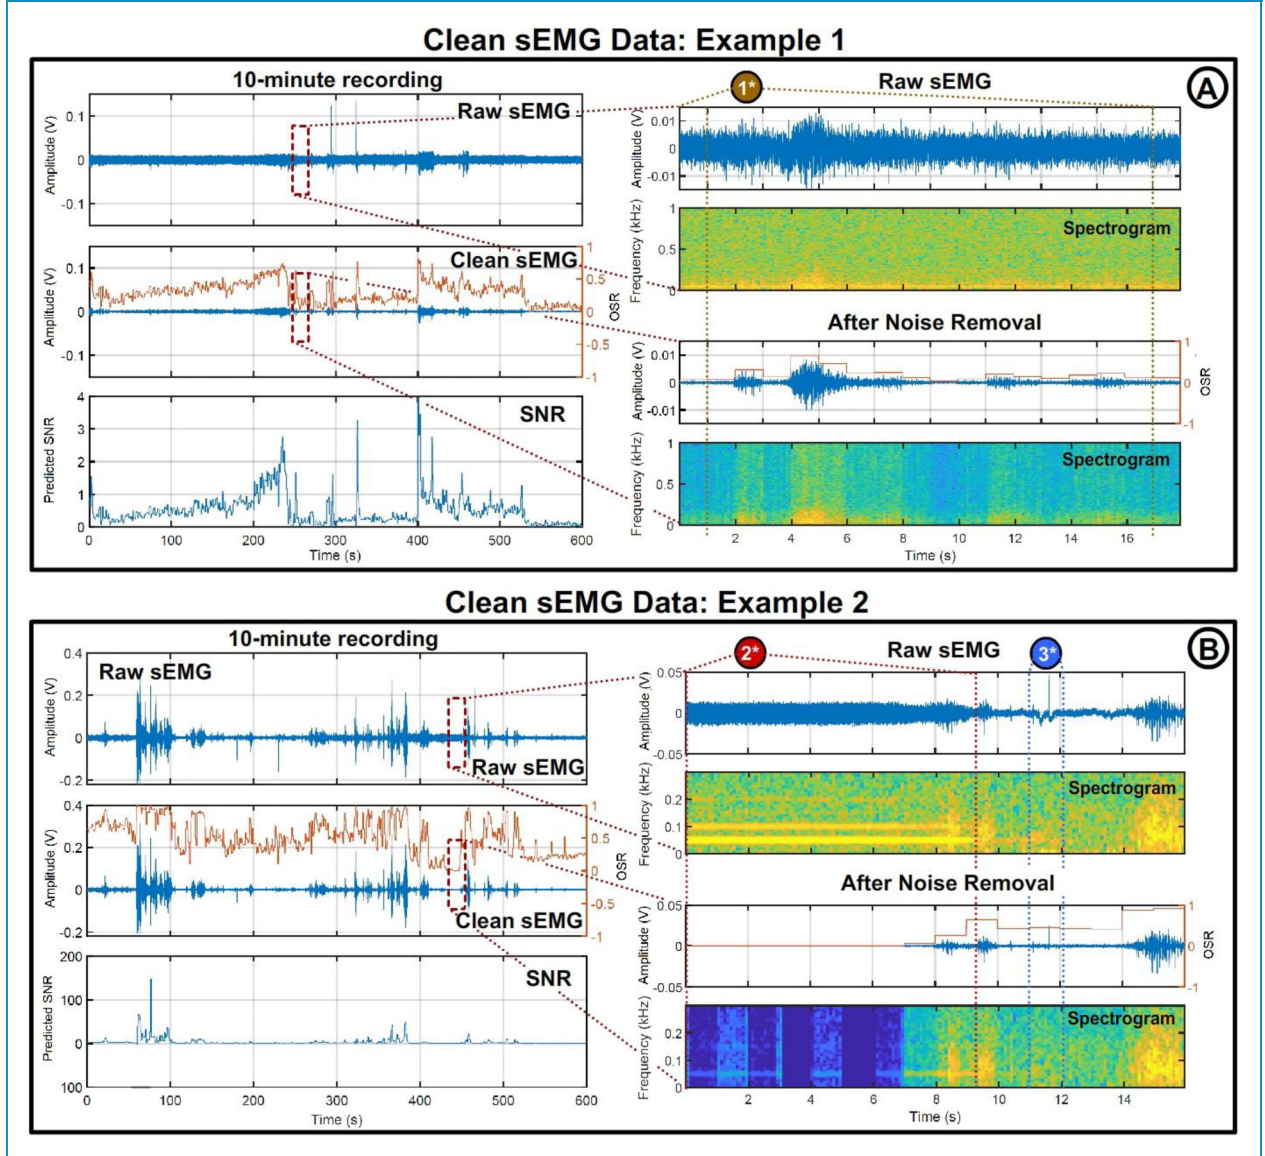 Clean sEMG Data: Example 1
10-minute recording
Raw sEMG
Amplitude (V)
0.1
0
-0.1
Clean sEMG
Amplitude (V)
0.1
0
-0.1
1
0.5
0
-0.5
-1
OSR
SNR
Predicted SNR
4
3
2
1
0
0 100 200 300 400 500 600
Time (s)
1*
Raw sEMG
A
Amplitude (V)
0.01
0
-0.01
Spectrogram
Frequency (kHz)
1
0.5
0
After Noise Removal
Amplitude (V)
0.01
0
-0.01
1
0
-1
OSR
Spectrogram
Frequency (kHz)
1
0.5
0
2 4 6 8 10 12 14 16
Time (s)
Clean sEMG Data: Example 2
10-minute recording
Raw sEMG
Amplitude (V)
0.4
0.2
0
-0.2
Raw sEMG
Amplitude (V)
0.4
0.2
0
-0.2
1
0.5
0
-0.5
-1
OSR
Clean sEMG
SNR
Predicted SNR
200
100
0
100
0 100 200 300 400 500 600
Time (s)
2*
Raw sEMG
3*
B
Amplitude (V)
0.05
0
-0.05
Spectrogram
Frequency (kHz)
0.2
0.1
0
After Noise Removal
Amplitude (V)
0.05
0
-0.05
1
0
-1
OSR
Spectrogram
Frequency (kHz)
0.2
0.1
0
2 4 6 8 10 12 14
Time (s)